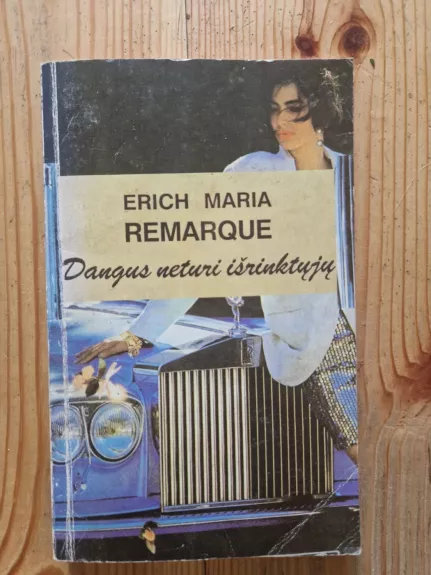 ERICH MARIA
REMARQUE
Dangus neturi išrinktųjų